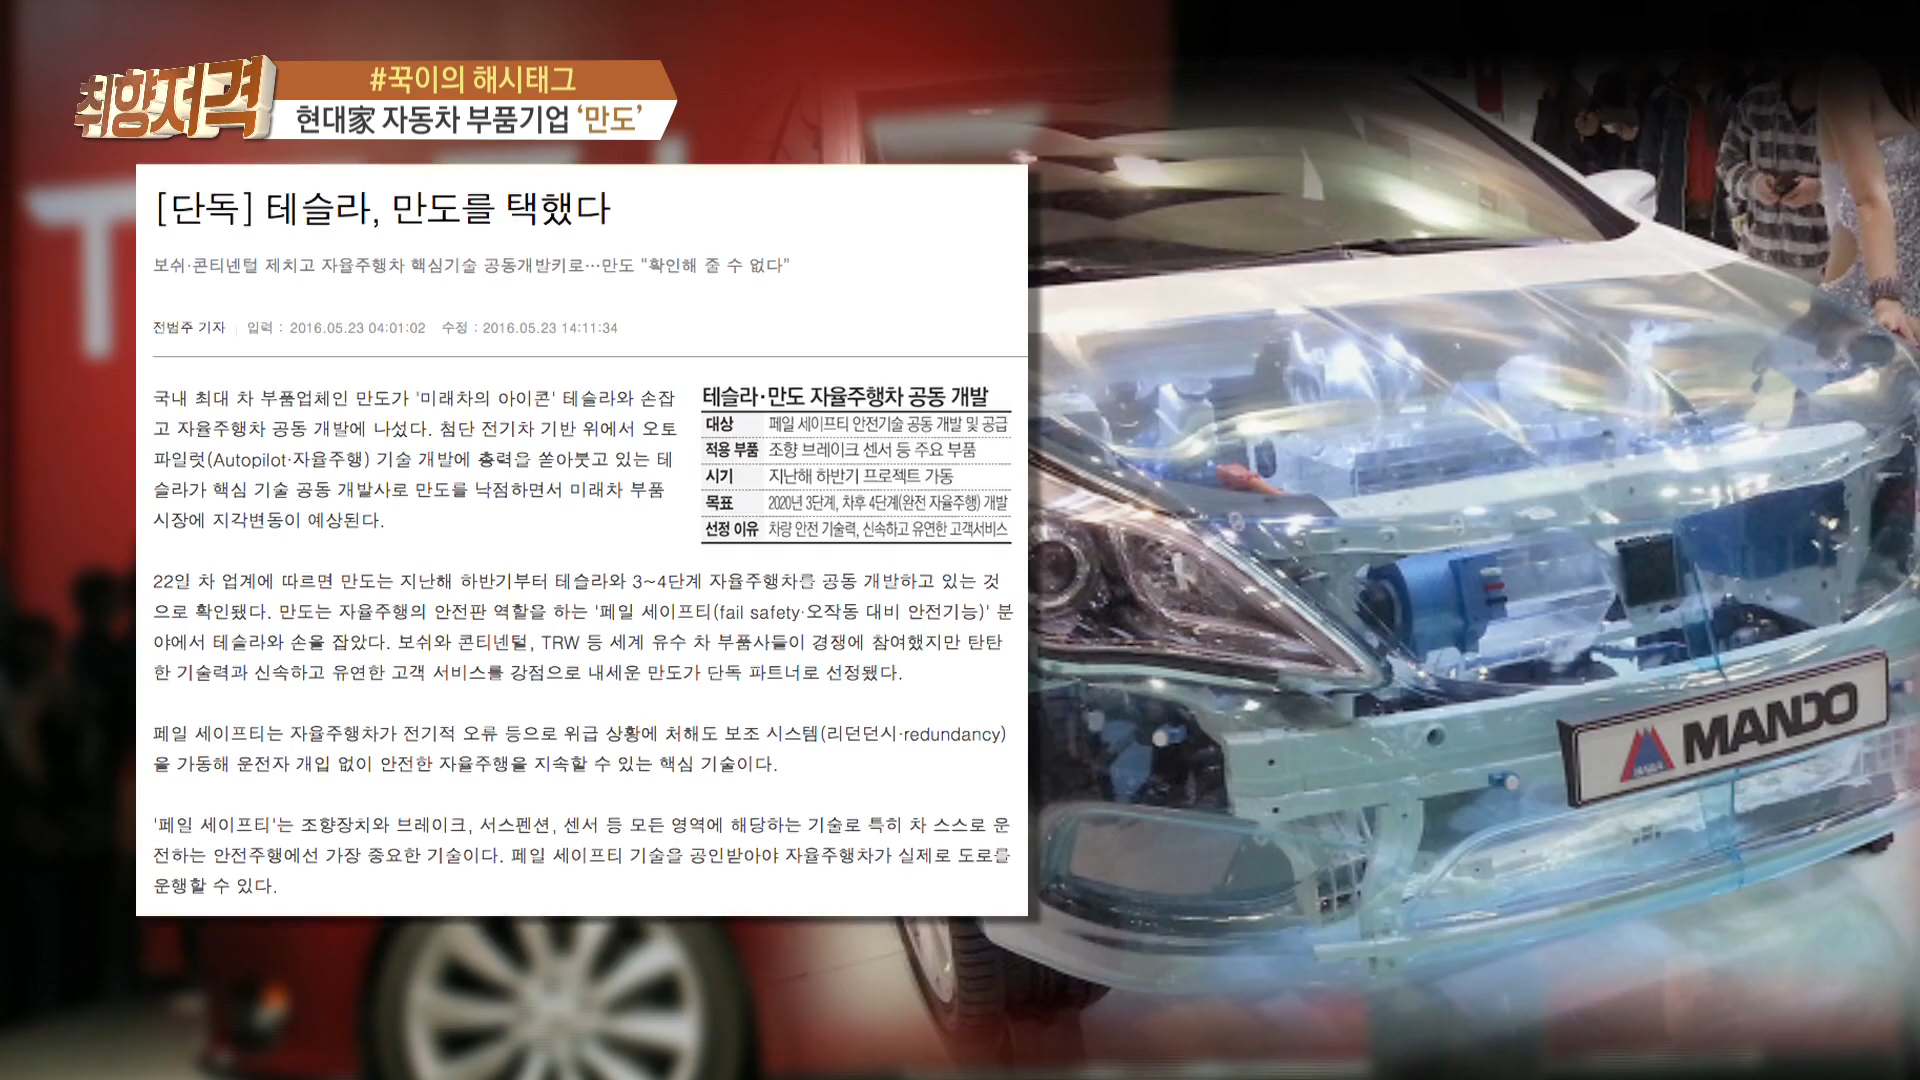 취향저격
#꾹이의 해시태그
현대家 자동차 부품기업 ‘만도’
[단독] 테슬라, 만도를 택했다
보쉬·콘티넨털 제치고 자율주행차 핵심기술 공동개발키로…만도 “확인해 줄 수 없다”
전범주 기자 | 입력 : 2016.05.23 04:01:02 수정 : 2016.05.23 14:11:34
국내 최대 차 부품업체인 만도가 '미래차의 아이콘' 테슬라와 손잡
고 자율주행차 공동 개발에 나섰다. 첨단 전기차 기반 위에서 오토
파일럿(Autopilot·자율주행) 기술 개발에 총력을 쏟아붓고 있는 테
슬라가 핵심 기술 공동 개발사로 만도를 낙점하면서 미래차 부품
시장에 지각변동이 예상된다.
테슬라·만도 자율주행차 공동 개발
대상 페일 세이프티 안전기술 공동 개발 및 공급
적용 부품 조향 브레이크 센서 등 주요 부품
시기 지난해 하반기 프로젝트 가동
목표 2020년 3단계, 차후 4단계(완전 자율주행) 개발
선정 이유 차량 안전 기술력, 신속하고 유연한 고객서비스
22일 차 업계에 따르면 만도는 지난해 하반기부터 테슬라와 3~4단계 자율주행차를 공동 개발하고 있는 것
으로 확인됐다. 만도는 자율주행의 안전판 역할을 하는 '페일 세이프티(fail safety·오작동 대비 안전기능)' 분
야에서 테슬라와 손을 잡았다. 보쉬와 콘티넨털, TRW 등 세계 유수 차 부품사들이 경쟁에 참여했지만 탄탄
한 기술력과 신속하고 유연한 고객 서비스를 강점으로 내세운 만도가 단독 파트너로 선정됐다.
페일 세이프티는 자율주행차가 전기적 오류 등으로 위급 상황에 처해도 보조 시스템(리던던시·redundancy)
을 가동해 운전자 개입 없이 안전한 자율주행을 지속할 수 있는 핵심 기술이다.
'페일 세이프티'는 조향장치와 브레이크, 서스펜션, 센서 등 모든 영역에 해당하는 기술로 특히 차 스스로 운
전하는 안전주행에선 가장 중요한 기술이다. 페일 세이프티 기술을 공인받아야 자율주행차가 실제로 도로를
운행할 수 있다.
MANDO